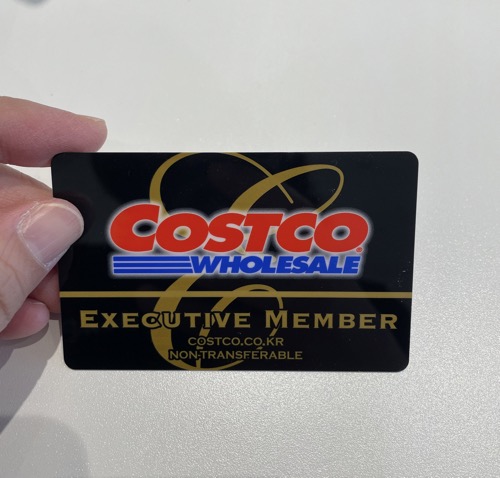 COSTCO
WHOLESALE
EXECUTIVE MEMBER
COSTCO.CO.KR
NON-TRANSFERABLE